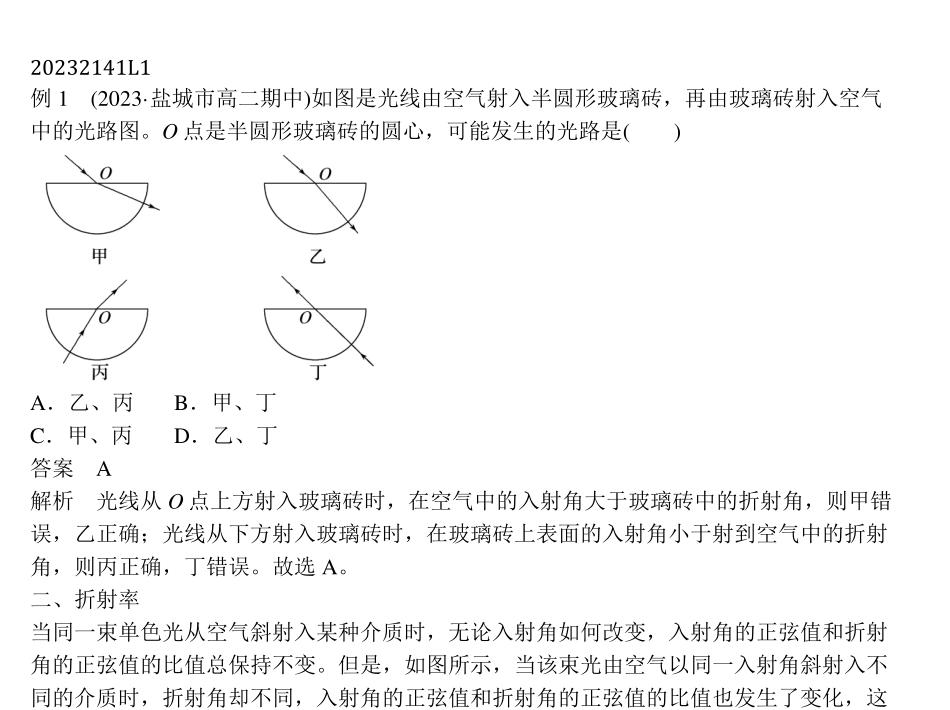 20232141L1
例 1　(2023·盐城市高二期中)如图是光线由空气射入半圆形玻璃砖，再由玻璃砖射入空气
中的光路图。O 点是半圆形玻璃砖的圆心，可能发生的光路是(　　)
O　O
甲　乙
O　O
丙　丁
A．乙、丙　B．甲、丁
C．甲、丙　D．乙、丁
答案　A
解析　光线从 O 点上方射入玻璃砖时，在空气中的入射角大于玻璃砖中的折射角，则甲错
误，乙正确；光线从下方射入玻璃砖时，在玻璃砖上表面的入射角小于射到空气中的折射
角，则丙正确，丁错误。故选 A。
二、折射率
当同一束单色光从空气斜射入某种介质时，无论入射角如何改变，入射角的正弦值和折射
角的正弦值的比值总保持不变。但是，如图所示，当该束光由空气以同一入射角斜射入不
同的介质时，折射角却不同，入射角的正弦值和折射角的正弦值的比值也发生了变化，这